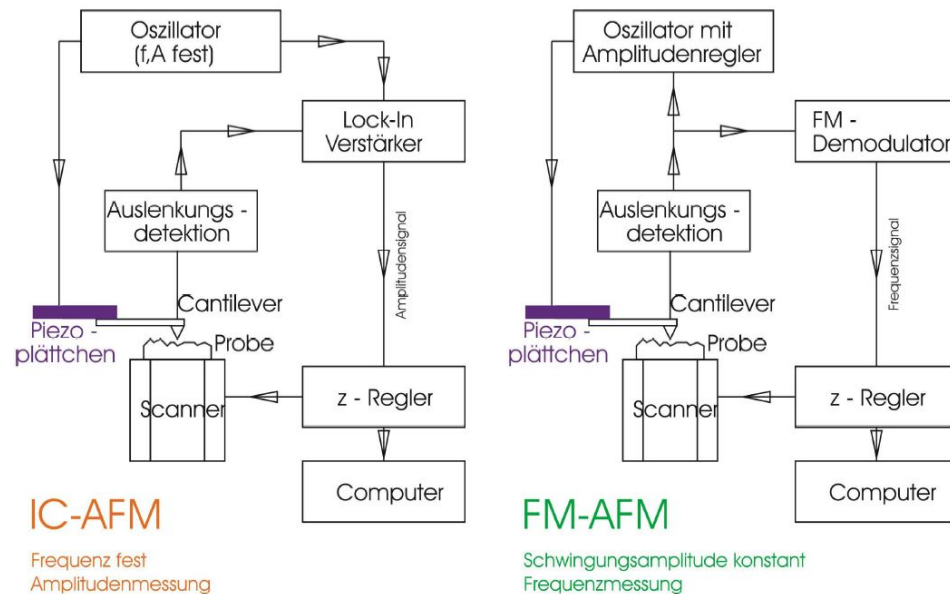 Oszillator
(f,A fest)
Lock-In
Verstärker
Auslenkungs -
detektion
Amplitudensignal
Cantilever
Piezo -
plättchen
Probe
Scanner
z - Regler
Computer
IC-AFM
Frequenz fest
Amplitudenmessung
Oszillator mit
Amplitudenregler
FM -
Demodulator
Auslenkungs -
detektion
Frequenzsignal
Cantilever
Piezo -
plättchen
Probe
Scanner
z - Regler
Computer
FM-AFM
Schwingungsamplitude konstant
Frequenzmessung